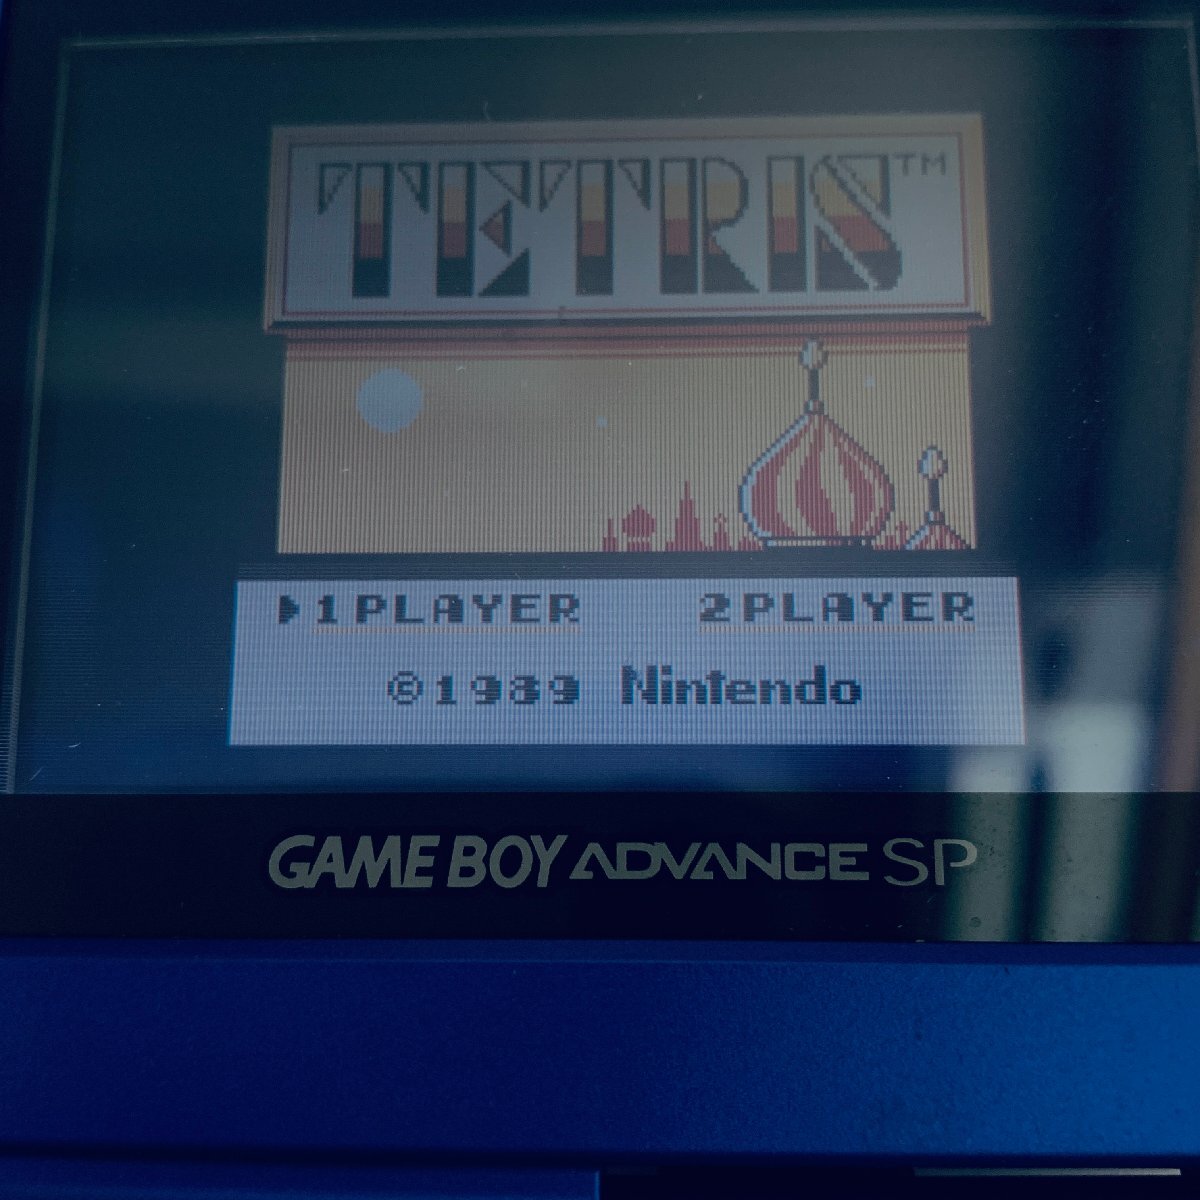 TETRIS™
▶1PLAYER 2PLAYER
©1989 Nintendo
GAME BOY ADVANCE SP